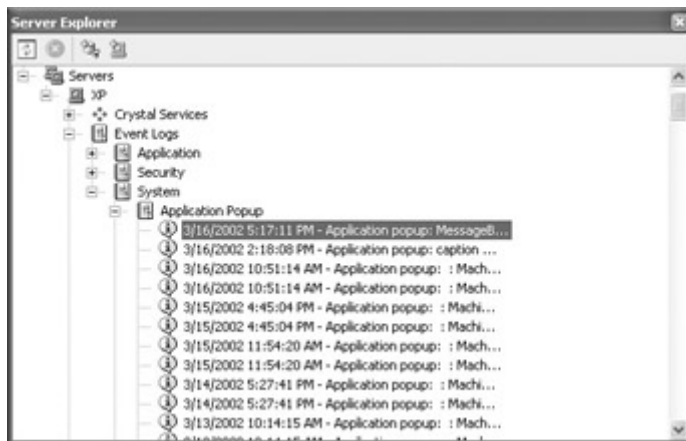 Server Explorer
Servers
XP
Crystal Services
Event Logs
Application
Security
System
Application Popup
3/16/2002 5:17:11 PM - Application popup: MessageB...
3/16/2002 2:18:08 PM - Application popup: caption ...
3/16/2002 10:51:14 AM - Application popup:  : Mach...
3/16/2002 10:51:14 AM - Application popup:  : Mach...
3/15/2002 4:45:04 PM - Application popup:  : Machi...
3/15/2002 4:45:04 PM - Application popup:  : Machi...
3/15/2002 11:54:20 AM - Application popup:  : Mach...
3/15/2002 11:54:20 AM - Application popup:  : Mach...
3/14/2002 5:27:41 PM - Application popup:  : Machi...
3/14/2002 5:27:41 PM - Application popup:  : Machi...
3/13/2002 10:14:15 AM - Application popup:  : Mach...